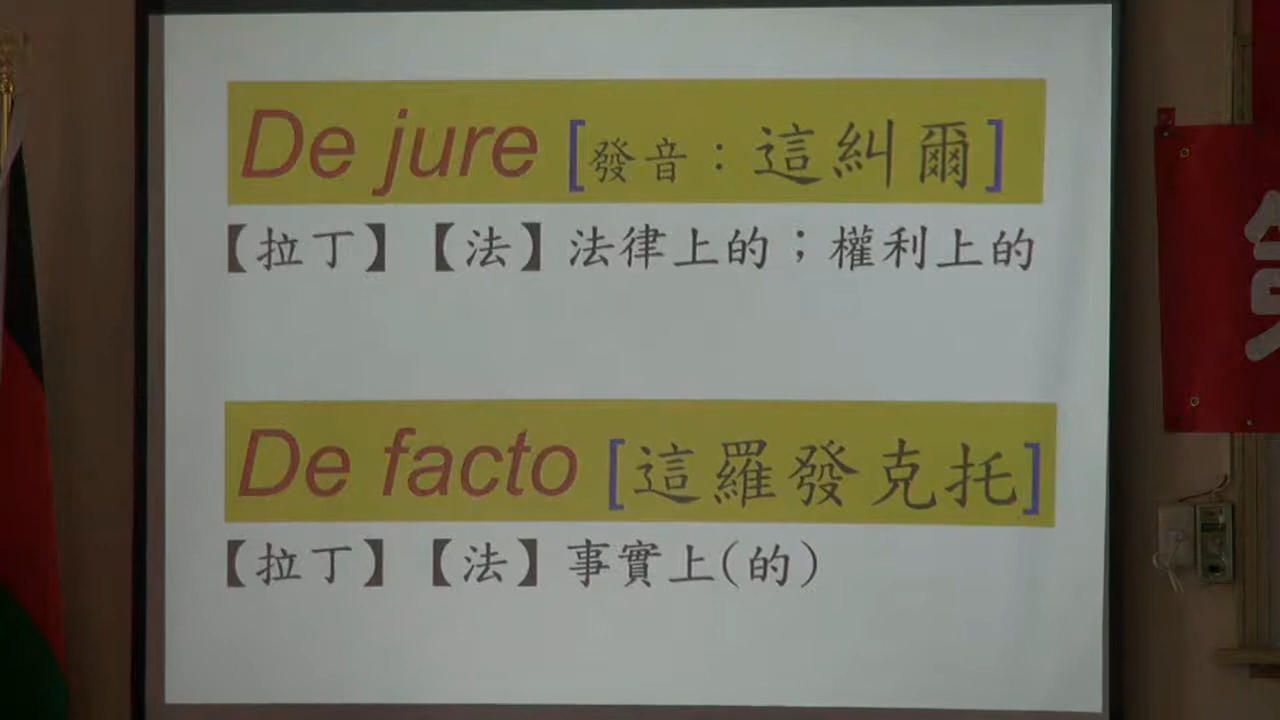 De jure [發音：這糾爾]
【拉丁】【法】法律上的；權利上的
De facto [這羅發克托]
【拉丁】【法】事實上(的)